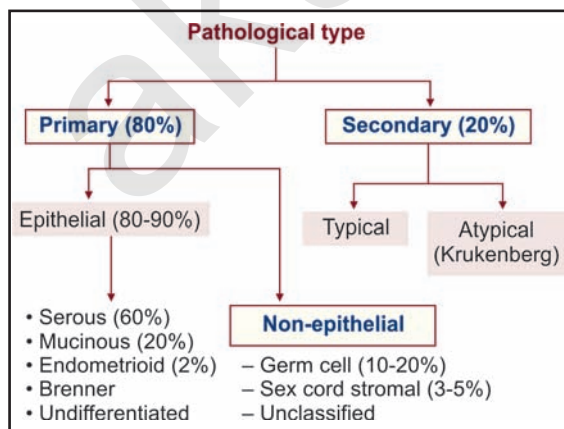 Pathological type
Primary (80%)
Secondary (20%)
Epithelial (80-90%)
Typical
Atypical
(Krukenberg)
• Serous (60%)
• Mucinous (20%)
• Endometrioid (2%)
• Brenner
• Undifferentiated
Non-epithelial
– Germ cell (10-20%)
– Sex cord stromal (3-5%)
– Unclassified